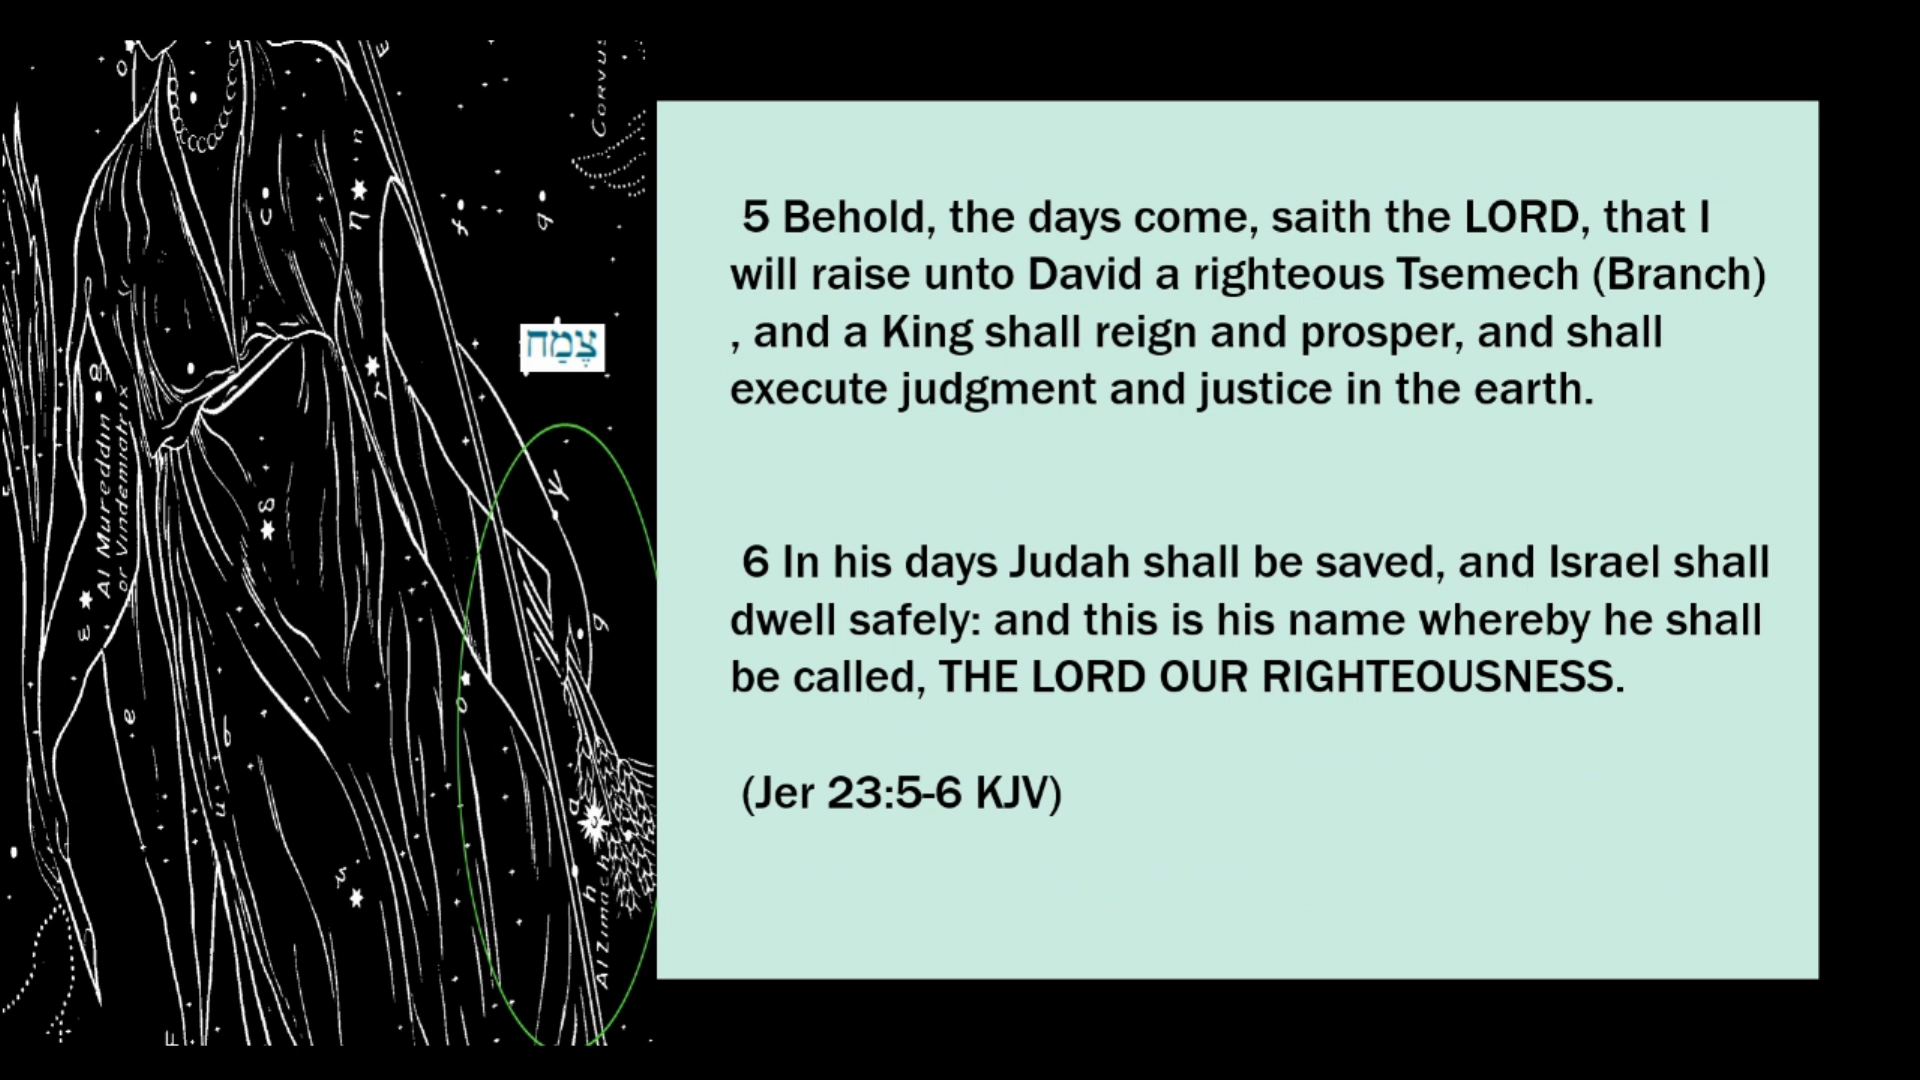 Corvus
צֶמַח
Al Mureddin
or Vindemiatrix
Al Zimach
5 Behold, the days come, saith the LORD, that I
will raise unto David a righteous Tsemech (Branch)
, and a King shall reign and prosper, and shall
execute judgment and justice in the earth.
6 In his days Judah shall be saved, and Israel shall
dwell safely: and this is his name whereby he shall
be called, THE LORD OUR RIGHTEOUSNESS.
(Jer 23:5-6 KJV)